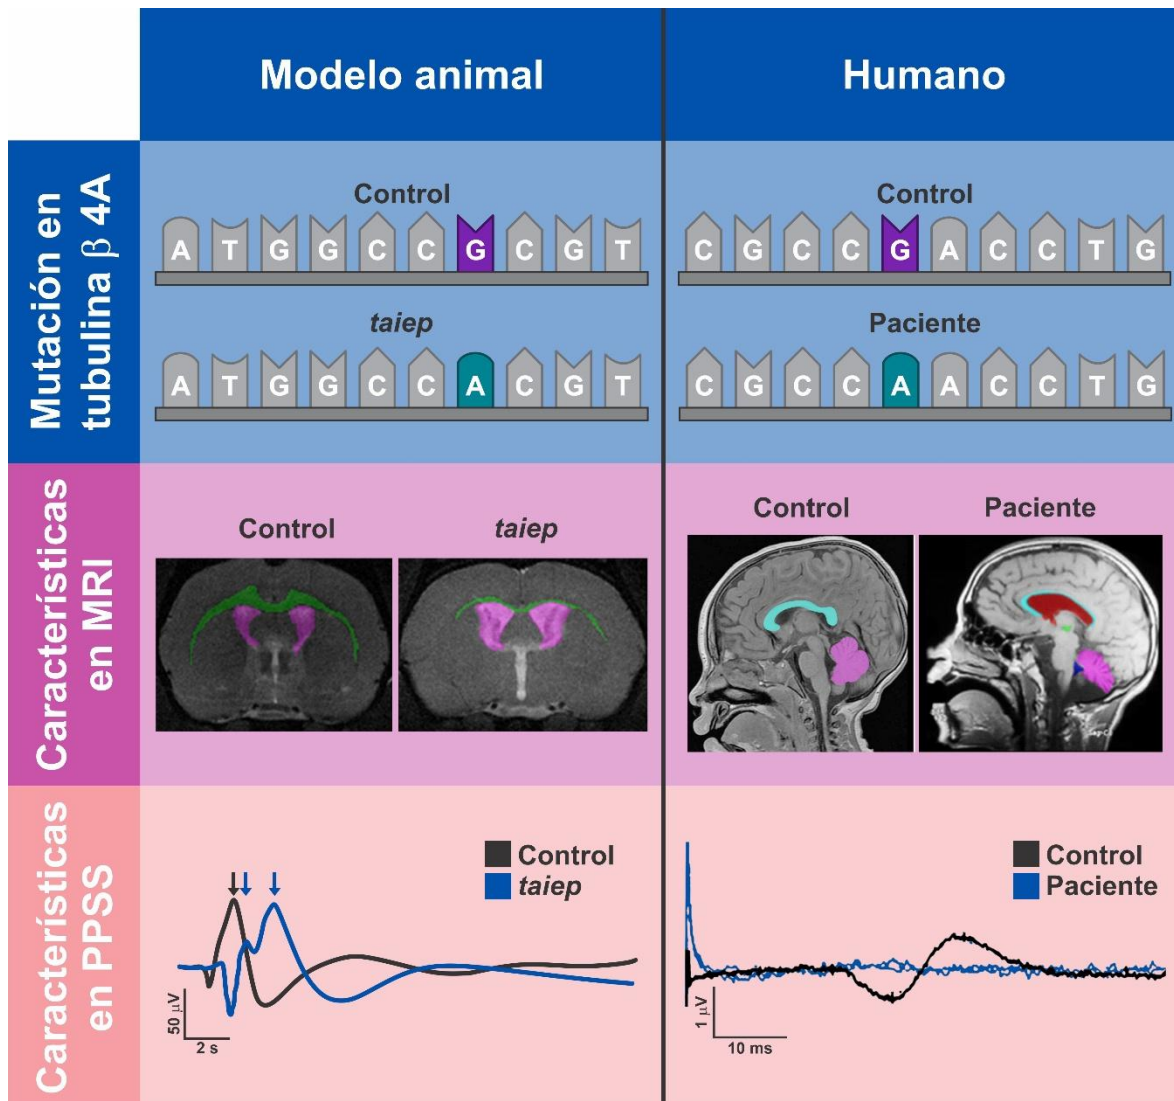 Modelo animal
Humano
Mutación en
tubulina β 4A
Control
A T G G C C G C G T
taiep
A T G G C C A C G T
Control
C G C C G A C C T G
Paciente
C G C C A A C C T G
Características
en MRI
Control
taiep
Control
Paciente
Características
en PPSS
Control
taiep
50 μV
2 s
Control
Paciente
1 μV
10 ms